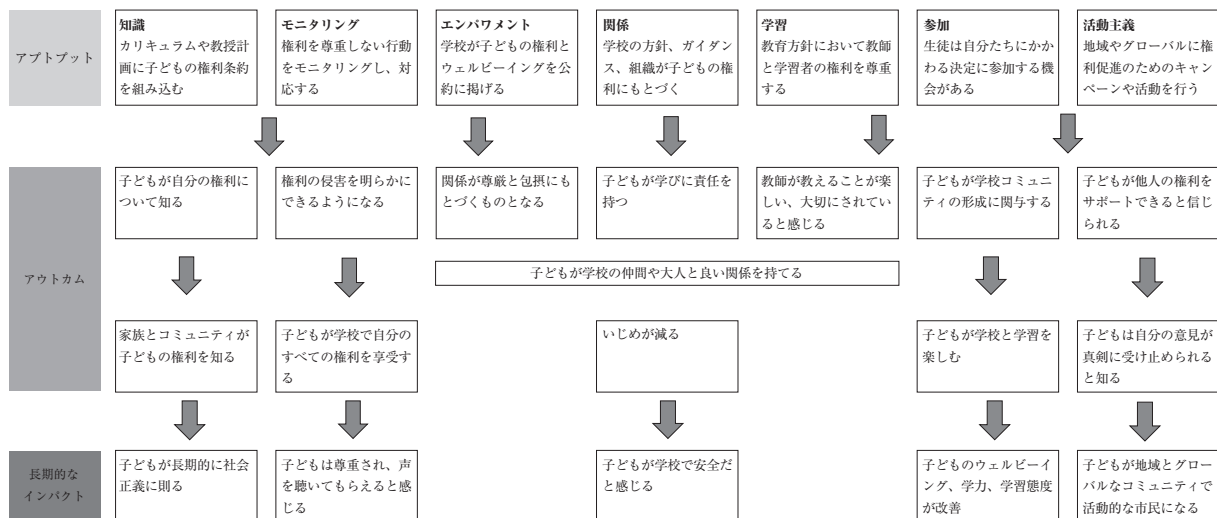 アプトプット
知識
カリキュラムや教授計
画に子どもの権利条約
を組み込む
モニタリング
権利を尊重しない行動
をモニタリングし、対
応する
エンパワメント
学校が子どもの権利と
ウェルビーイングを公
約に掲げる
関係
学校の方針、ガイダン
ス、組織が子どもの権
利にもとづく
学習
教育方針において教師
と学習者の権利を尊重
する
参加
生徒は自分たちにかか
わる決定に参加する機
会がある
活動主義
地域やグローバルに権
利促進のためのキャン
ペーンや活動を行う
アウトカム
子どもが自分の権利に
ついて知る
権利の侵害を明らかに
できるようになる
関係が尊厳と包摂にも
とづくものとなる
子どもが学びに責任を
持つ
教師が教えることが楽
しい、大切にされてい
ると感じる
子どもが学校コミュニ
ティの形成に関与する
子どもが他人の権利を
サポートできると信じ
られる
子どもが学校の仲間や大人と良い関係を持てる
家族とコミュニティが
子どもの権利を知る
子どもが学校で自分の
すべての権利を享受す
る
いじめが減る
子どもが学校と学習を
楽しむ
子どもは自分の意見が
真剣に受け止められる
と知る
長期的な
インパクト
子どもが長期的に社会
正義に則る
子どもは尊重され、声
を聴いてもらえると感
じる
子どもが学校で安全だ
と感じる
子どものウェルビーイ
ング、学力、学習態度
が改善
子どもが地域とグロー
バルなコミュニティで
活動的な市民になる